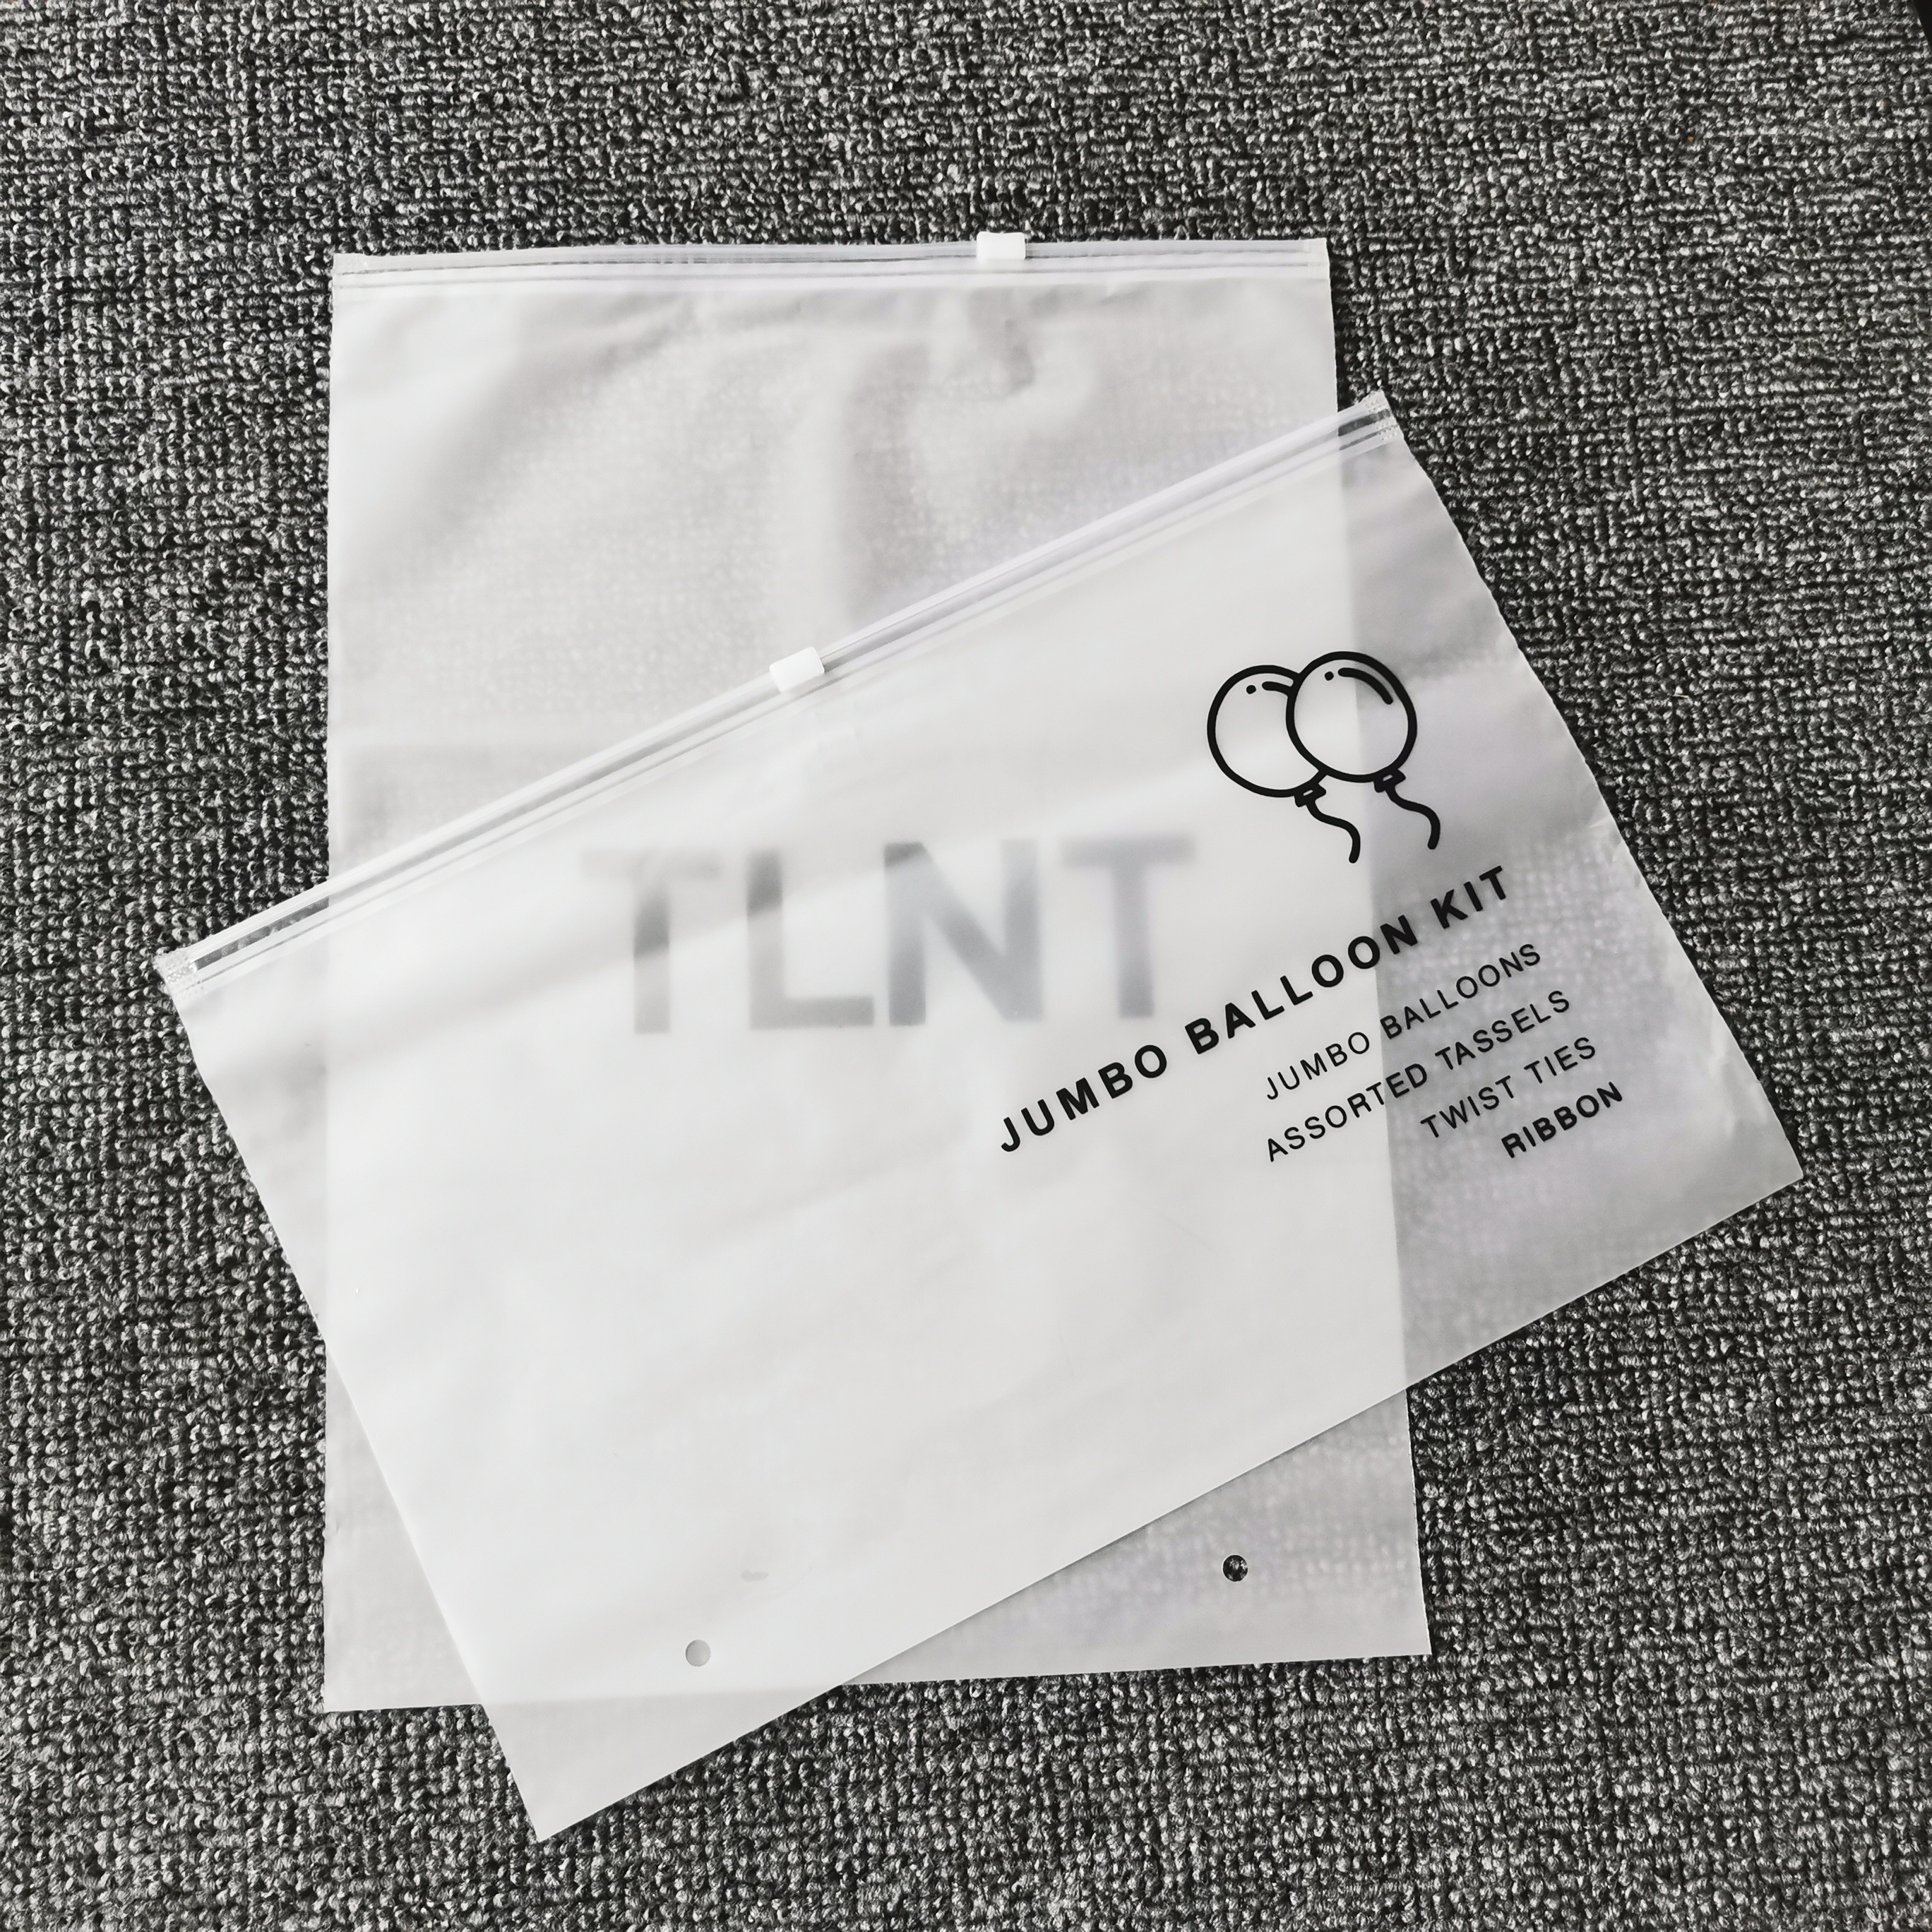 TLNT
JUMBO BALLOON KIT
JUMBO BALLOONS
ASSORTED TASSELS
TWIST TIES
RIBBON